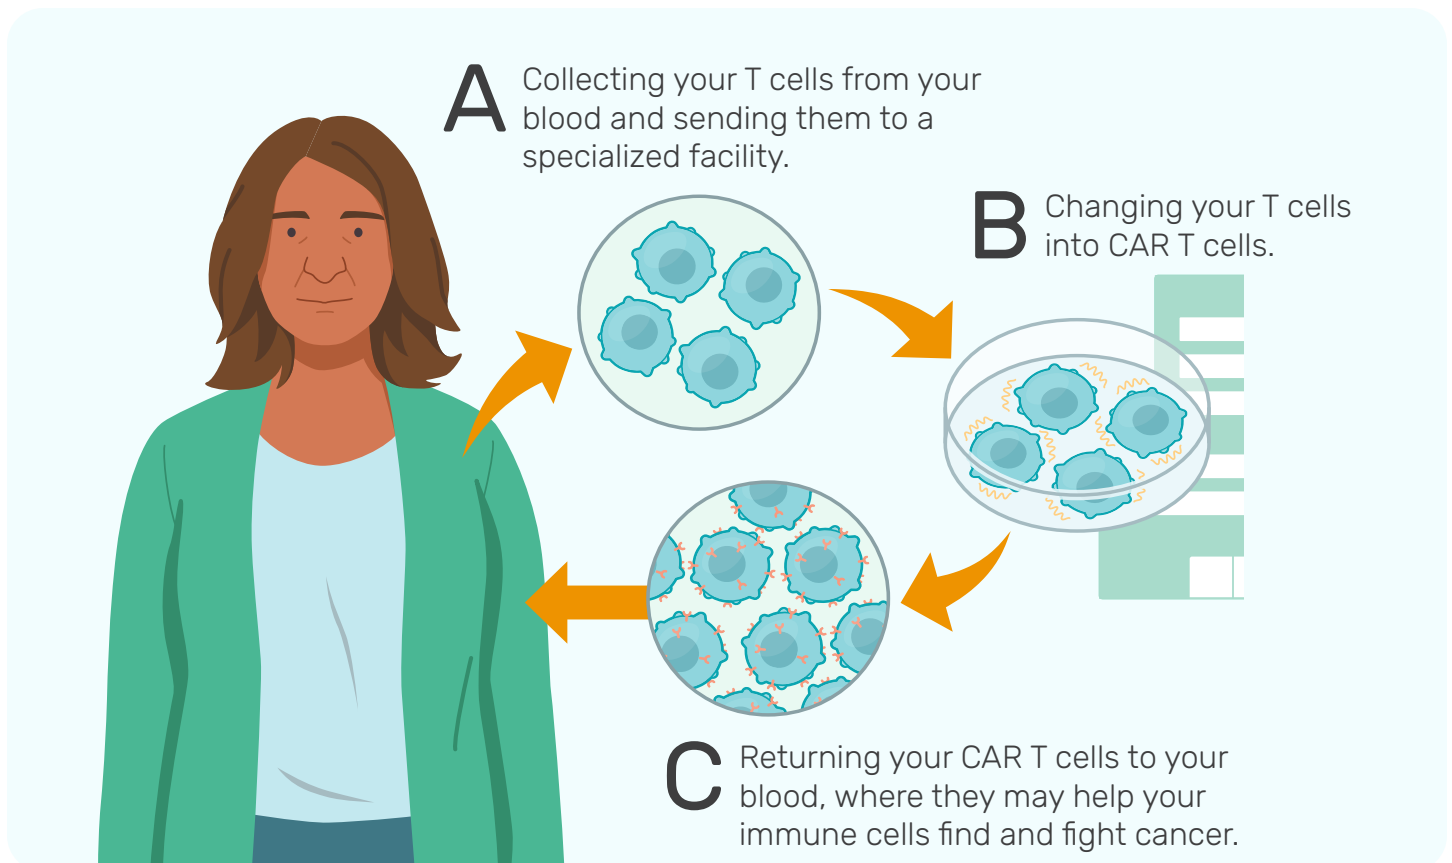 A
Collecting your T cells from your
blood and sending them to a
specialized facility.
B
Changing your T cells
into CAR T cells.
C
Returning your CAR T cells to your
blood, where they may help your
immune cells find and fight cancer.